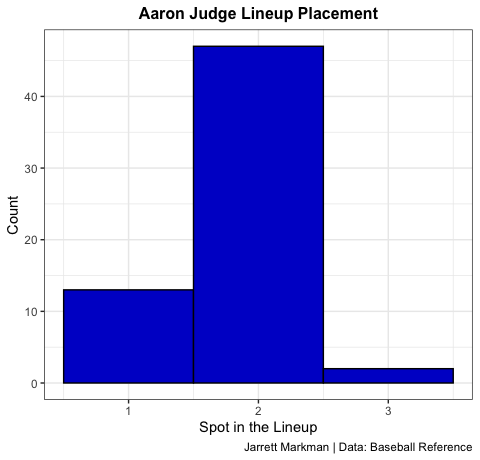 Aaron Judge Lineup Placement
Count
40
30
20
10
0
1 2 3
Spot in the Lineup
Jarrett Markman | Data: Baseball Reference